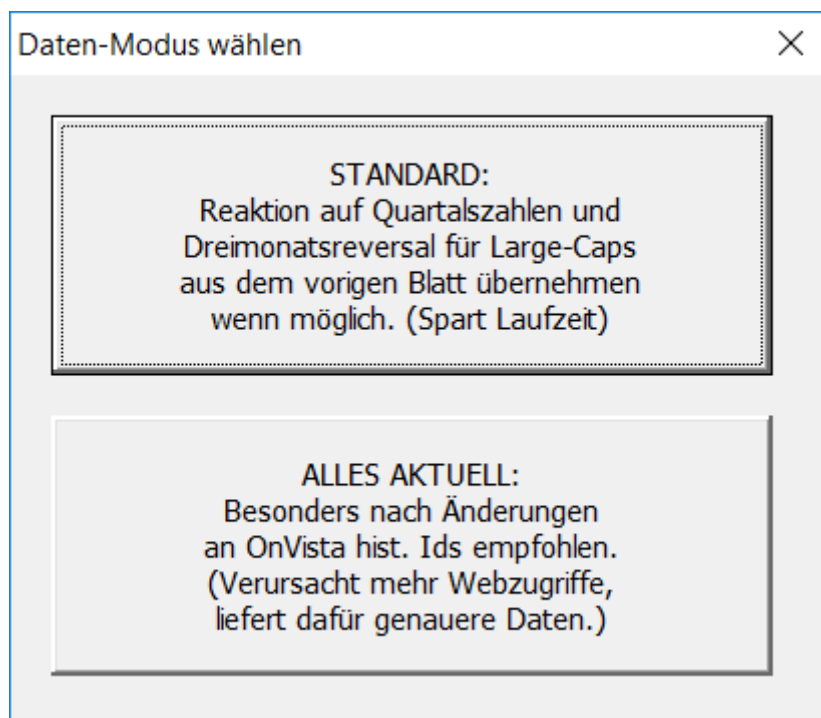 Daten-Modus wählen
STANDARD:
Reaktion auf Quartalszahlen und
Dreimonatsreversal für Large-Caps
aus dem vorigen Blatt übernehmen
wenn möglich. (Spart Laufzeit)
ALLES AKTUELL:
Besonders nach Änderungen
an OnVista hist. Ids empfohlen.
(Verursacht mehr Webzugriffe,
liefert dafür genauere Daten.)